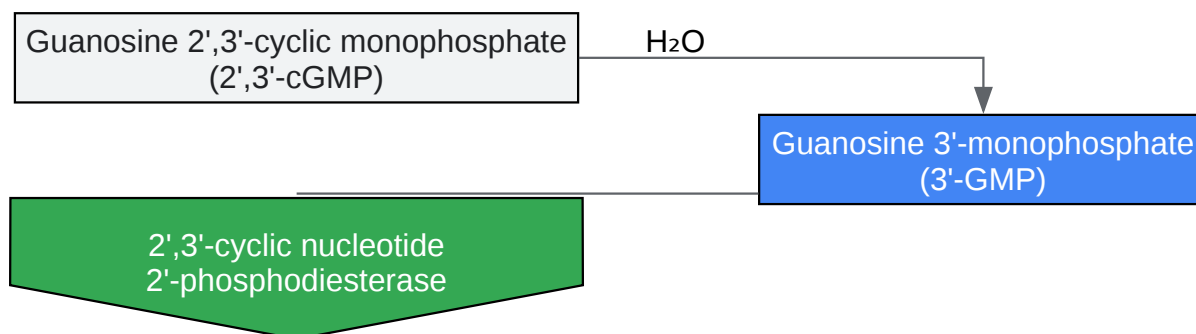 Guanosine 2',3'-cyclic monophosphate
(2',3'-cGMP)
H₂O
Guanosine 3'-monophosphate
(3'-GMP)
2',3'-cyclic nucleotide
2'-phosphodiesterase